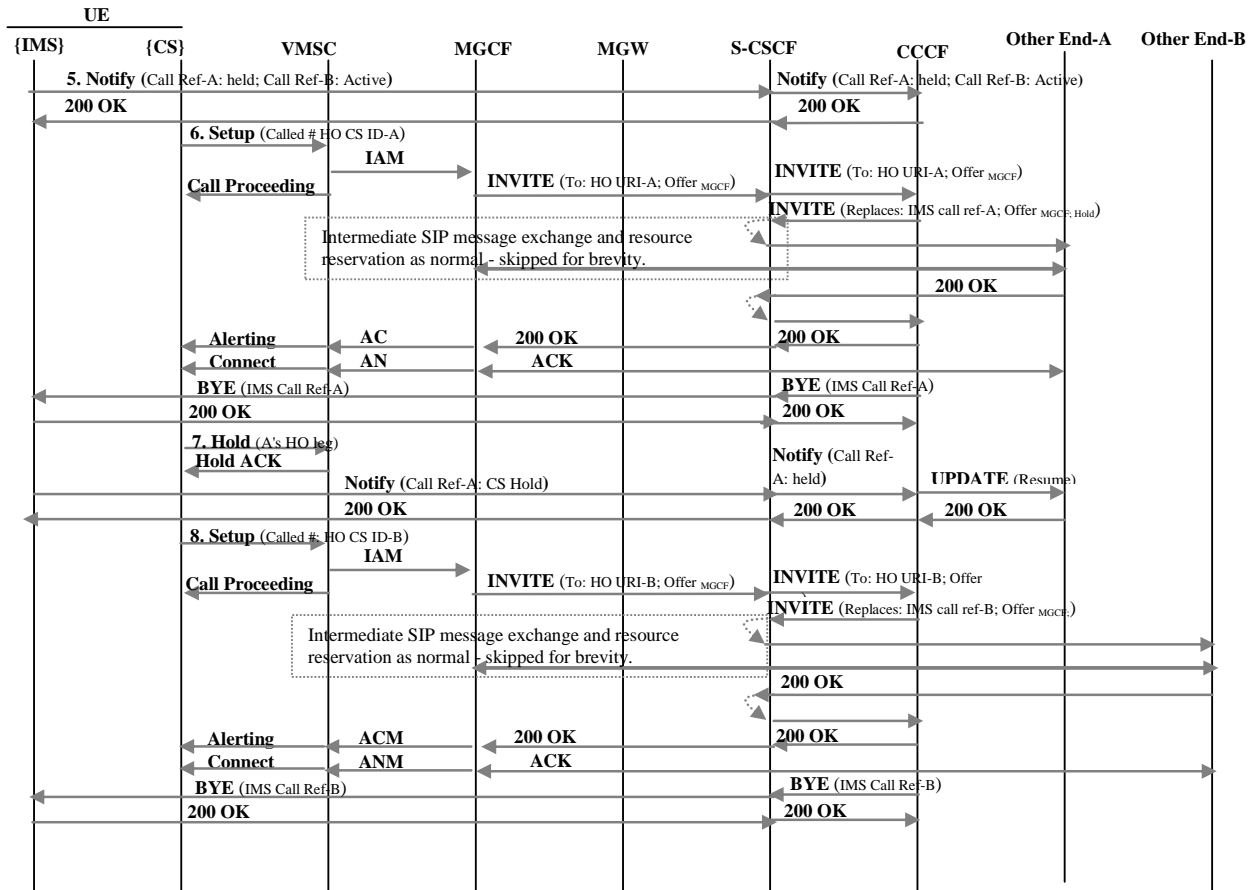 UE
{IMS} {CS} VMSC MGCF MGW S-CSCF CCCF Other End-A Other End-B
5. Notify (Call Ref-A: held; Call Ref-B: Active) Notify (Call Ref-A: held; Call Ref-B: Active)
200 OK 200 OK
6. Setup (Called # HO CS ID-A)
IAM
Call Proceeding INVITE (To: HO URI-A; Offer MGCF) INVITE (To: HO URI-A; Offer MGCF)
INVITE (Replaces: IMS call ref-A; Offer MGCF; Hold)
Intermediate SIP message exchange and resource
reservation as normal - skipped for brevity.
200 OK
Alerting AC 200 OK 200 OK
Connect AN ACK
BYE (IMS Call Ref-A) BYE (IMS Call Ref-A)
200 OK 200 OK
7. Hold (A's HO leg)
Hold ACK Notify (Call Ref-
A: held)
Notify (Call Ref-A: CS Hold) UPDATE (Resume)
200 OK 200 OK 200 OK
8. Setup (Called #: HO CS ID-B)
IAM
Call Proceeding INVITE (To: HO URI-B; Offer MGCF) INVITE (To: HO URI-B; Offer
INVITE (Replaces: IMS call ref-B; Offer MGCF;)
Intermediate SIP message exchange and resource
reservation as normal - skipped for brevity.
200 OK
Alerting ACM 200 OK 200 OK
Connect ANM ACK
BYE (IMS Call Ref-B) BYE (IMS Call Ref-B)
200 OK 200 OK